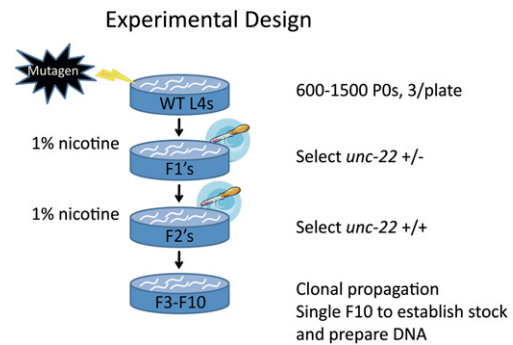 Experimental Design
Mutagen
WT L4s
600-1500 P0s, 3/plate
1% nicotine
F1's
Select unc-22 +/-
1% nicotine
F2's
Select unc-22 +/+
F3-F10
Clonal propagation
Single F10 to establish stock
and prepare DNA